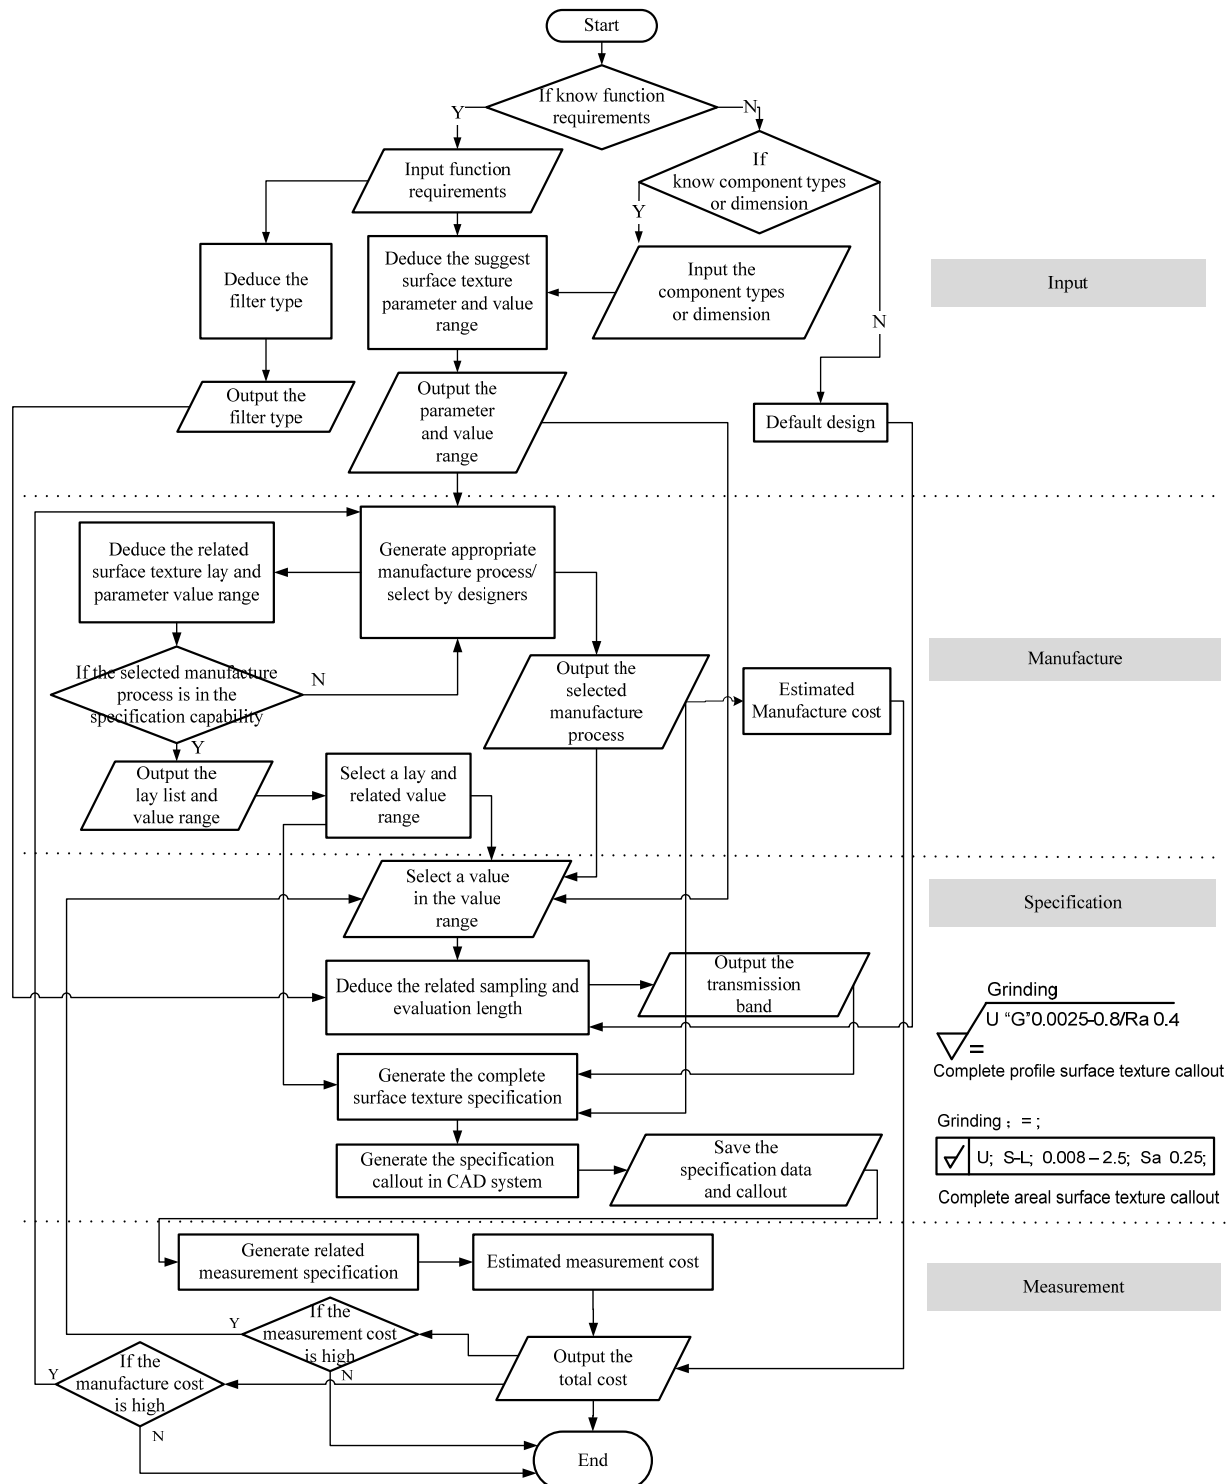 Start
If know function
requirements
Y
N
Input function
requirements
If
know component types
or dimension
Y
N
Deduce the
filter type
Deduce the suggest
surface texture
parameter and value
range
Input the
component types
or dimension
Input
Output the
filter type
Output the
parameter
and value
range
Default design
Deduce the related
surface texture lay and
parameter value range
Generate appropriate
manufacture process/
select by designers
If the selected manufacture
process is in the
specification capability
N
Y
Output the
selected
manufacture
process
Estimated
Manufacture cost
Manufacture
Output the
lay list and
value range
Select a lay and
related value
range
Select a value
in the value
range
Specification
Deduce the related sampling and
evaluation length
Output the
transmission
band
Grinding
U “G”0.0025-0.8/Ra 0.4
=
Complete profile surface texture callout
Generate the complete
surface texture specification
Grinding ; = ;
U; S-L; 0.008 – 2.5; Sa 0.25;
Complete areal surface texture callout
Generate the specification
callout in CAD system
Save the
specification data
and callout
Generate related
measurement specification
Estimated measurement cost
Measurement
If the
measurement cost
is high
Y
N
If the
manufacture cost
is high
Y
N
Output the
total cost
End